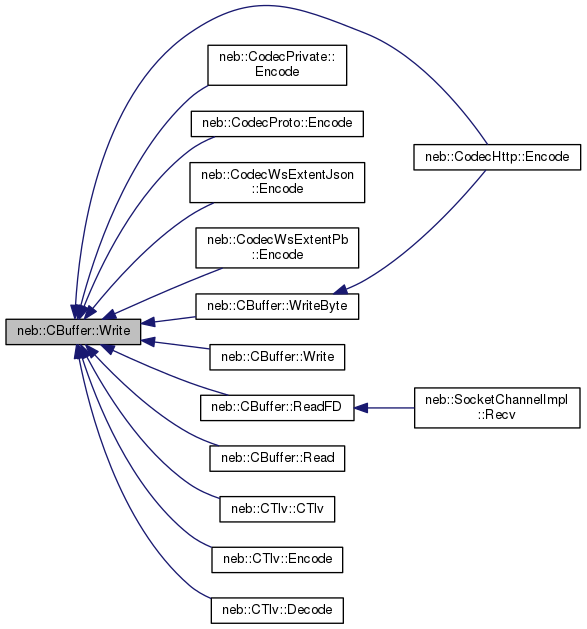 neb::CodecPrivate::
Encode
neb::CodecProto::Encode
neb::CodecHttp::Encode
neb::CodecWsExtentJson
::Encode
neb::CodecWsExtentPb
::Encode
neb::CBuffer::WriteByte
neb::CBuffer::Write
neb::CBuffer::Write
neb::CBuffer::ReadFD
neb::SocketChannelImpl
::Recv
neb::CBuffer::Read
neb::CTlv::CTlv
neb::CTlv::Encode
neb::CTlv::Decode